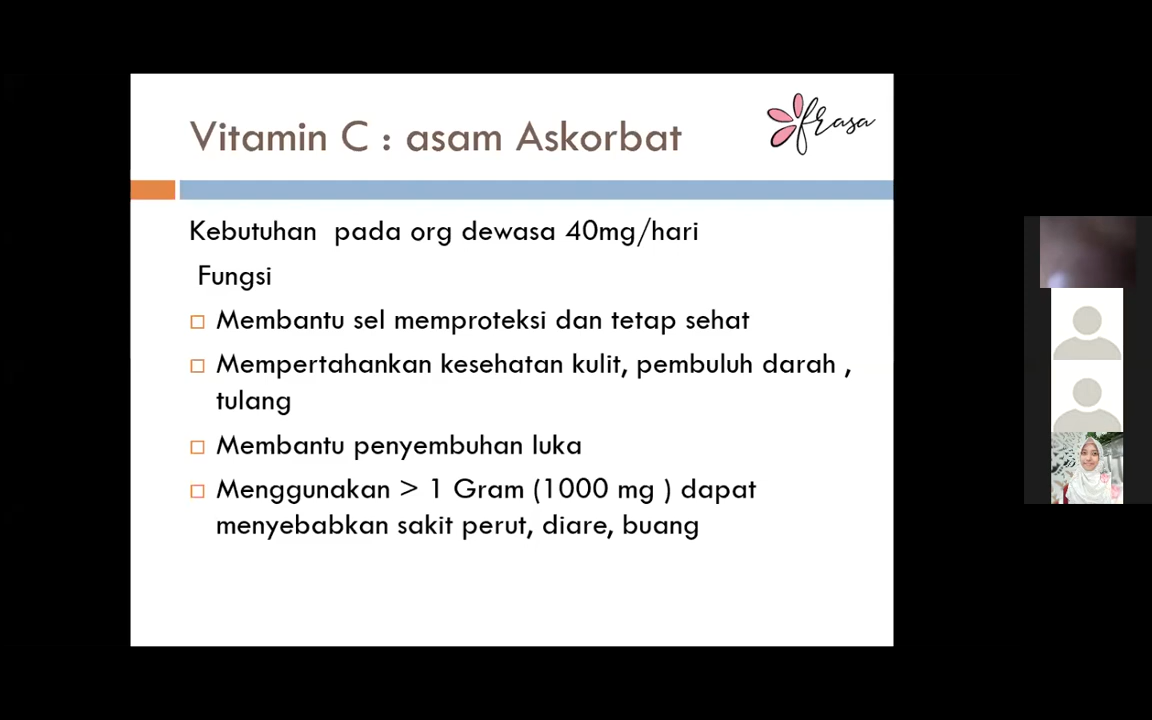 Vitamin C : asam Askorbat
frasa
Kebutuhan pada org dewasa 40mg/hari
Fungsi
□ Membantu sel memproteksi dan tetap sehat
□ Mempertahankan kesehatan kulit, pembuluh darah ,
tulang
□ Membantu penyembuhan luka
□ Menggunakan > 1 Gram (1000 mg ) dapat
menyebabkan sakit perut, diare, buang